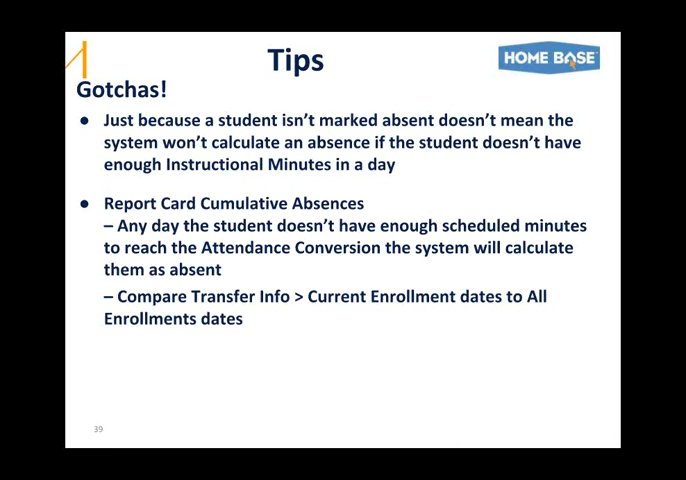 Tips
HOME BASE
Gotchas!
● Just because a student isn't marked absent doesn't mean the
system won't calculate an absence if the student doesn't have
enough Instructional Minutes in a day
● Report Card Cumulative Absences
– Any day the student doesn't have enough scheduled minutes
to reach the Attendance Conversion the system will calculate
them as absent
– Compare Transfer Info > Current Enrollment dates to All
Enrollments dates
39